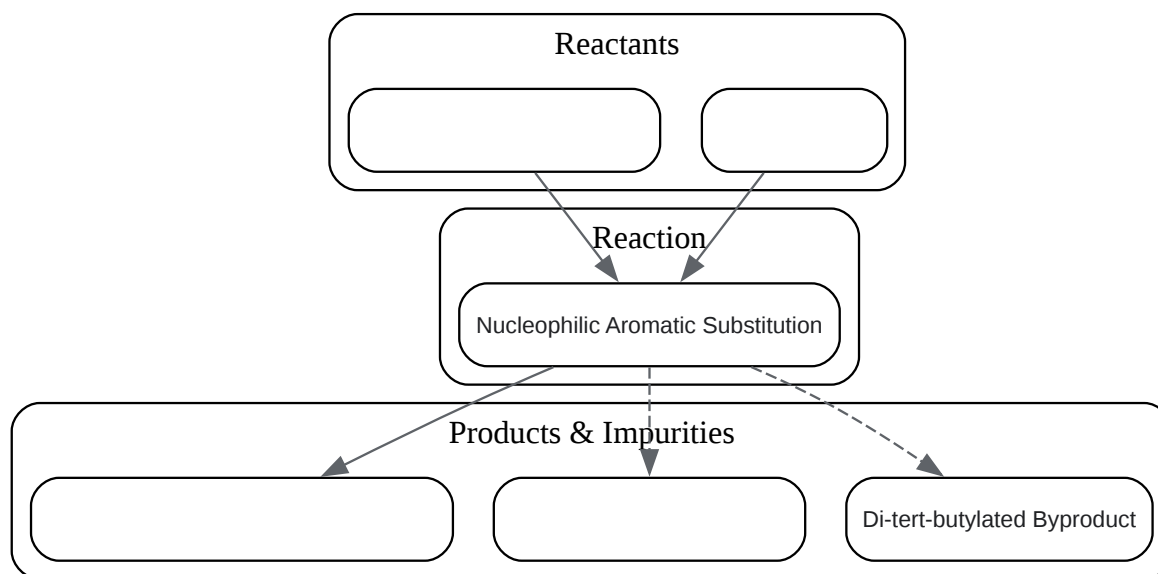 Reactants
Reaction
Nucleophilic Aromatic Substitution
Products & Impurities
Di-tert-butylated Byproduct